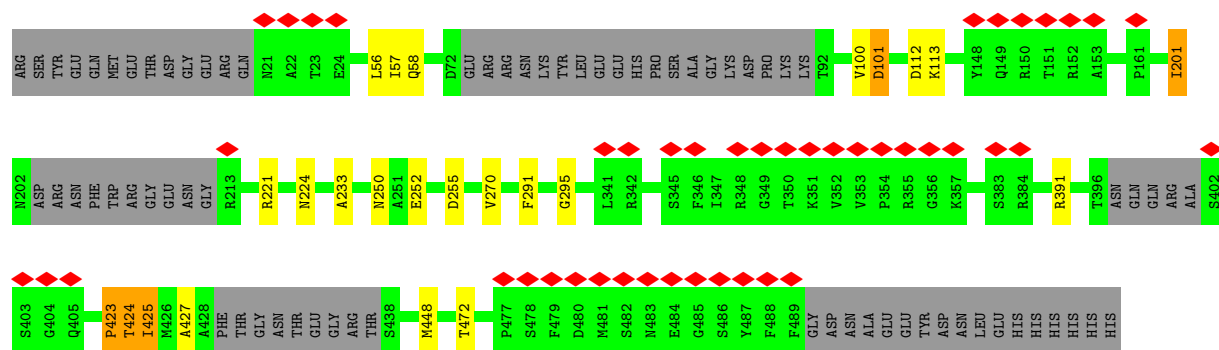 ARG SER TYR GLU GLN MET GLU THR ASP GLY GLU ARG GLN N21 A22 T23 E24 L56 I57 Q58 D72 GLU ARG ARG ASN LYS TYR LEU GLU GLU HIS PRO SER ALA GLY LYS ASP PRO LYS LYS T92 V100 D101 D112 K113 Y148 Q149 R150 T151 R152 A153 P161 I201
N202 ASP ARG ASN PHE TRP ARG GLY GLU ASN GLY R213 R221 N224 A233 N250 A251 E252 D255 V270 F291 G295 L341 R342 S345 F346 I347 R348 G349 T350 K351 V352 V353 P354 R355 G356 K357 S383 R384 R391 T396 ASN GLN GLN ARG ALA S402
S403 G404 Q405 P423 T424 I425 M426 A427 A428 PHE THR GLY ASN THR GLU GLY ARG THR S438 M448 T472 P477 S478 F479 D480 M481 S482 N483 E484 G485 S486 Y487 F488 F489 GLY ASP ASN ALA GLU GLU TYR ASP ASN LEU GLU HIS HIS HIS HIS HIS HIS